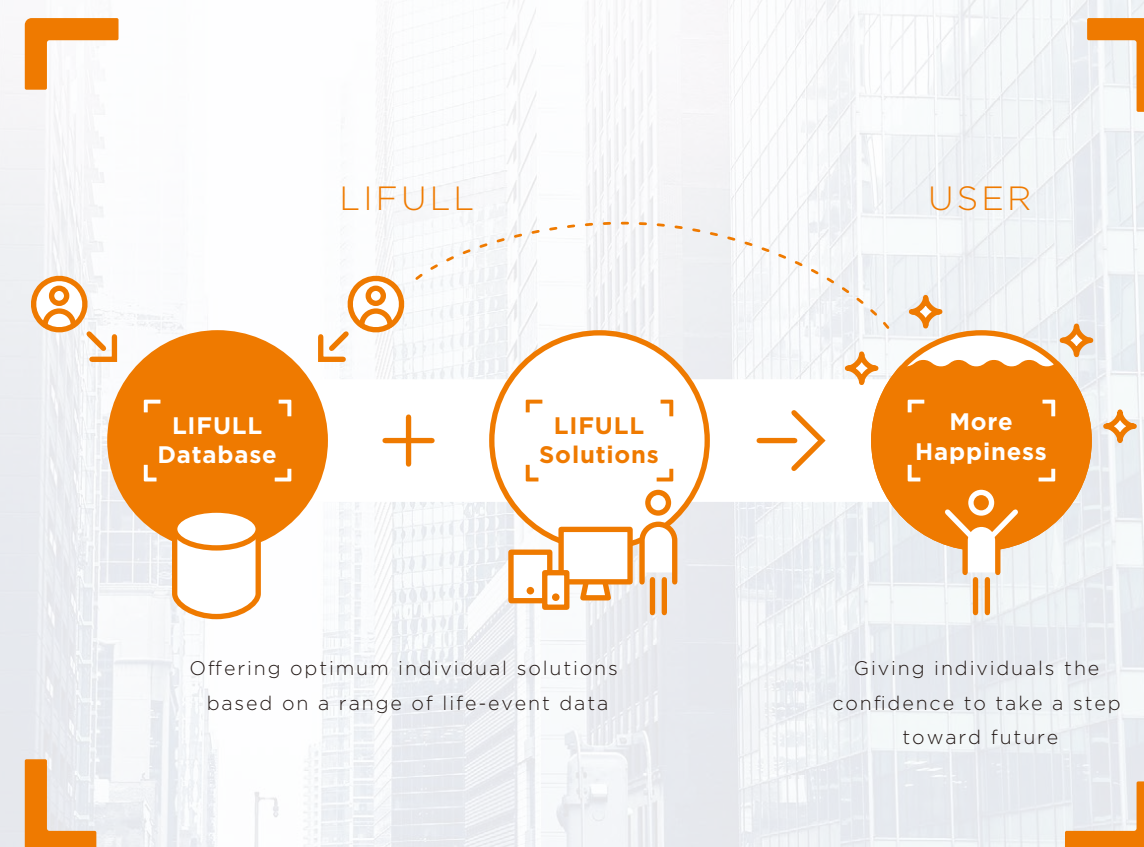 LIFULL
USER
LIFULL
Database
LIFULL
Solutions
More
Happiness
Offering optimum individual solutions
based on a range of life-event data
Giving individuals the
confidence to take a step
toward future